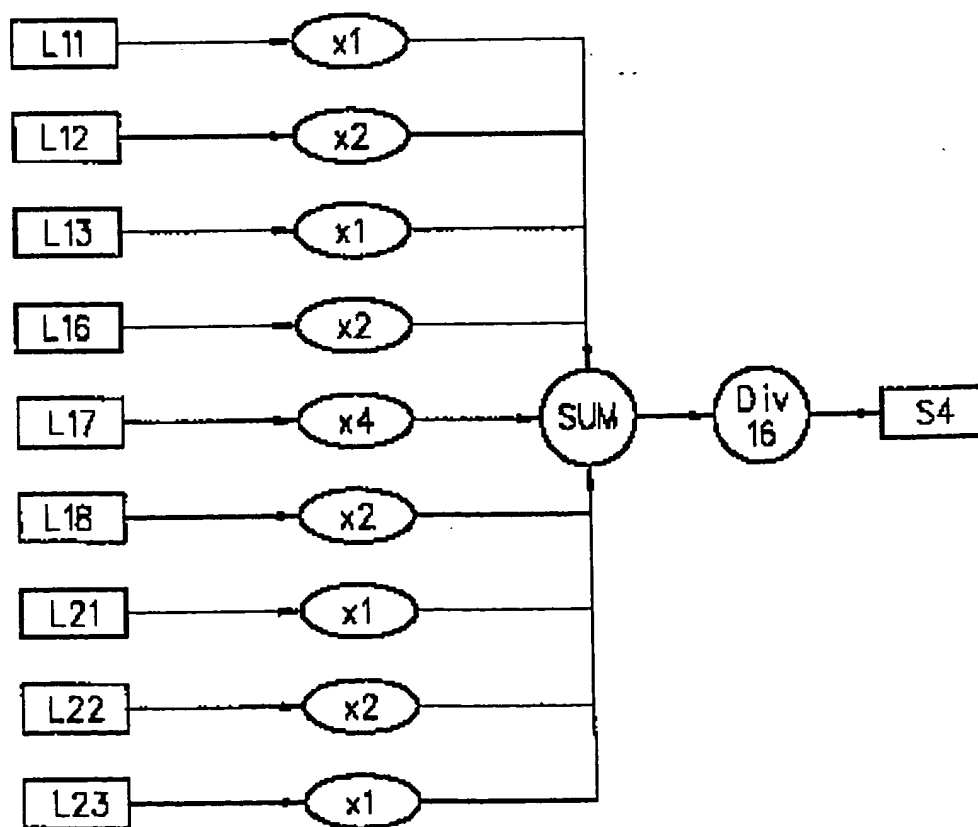 L11 x1
L12 x2
L13 x1
L16 x2
L17 x4 SUM Div 16 S4
L18 x2
L21 x1
L22 x2
L23 x1